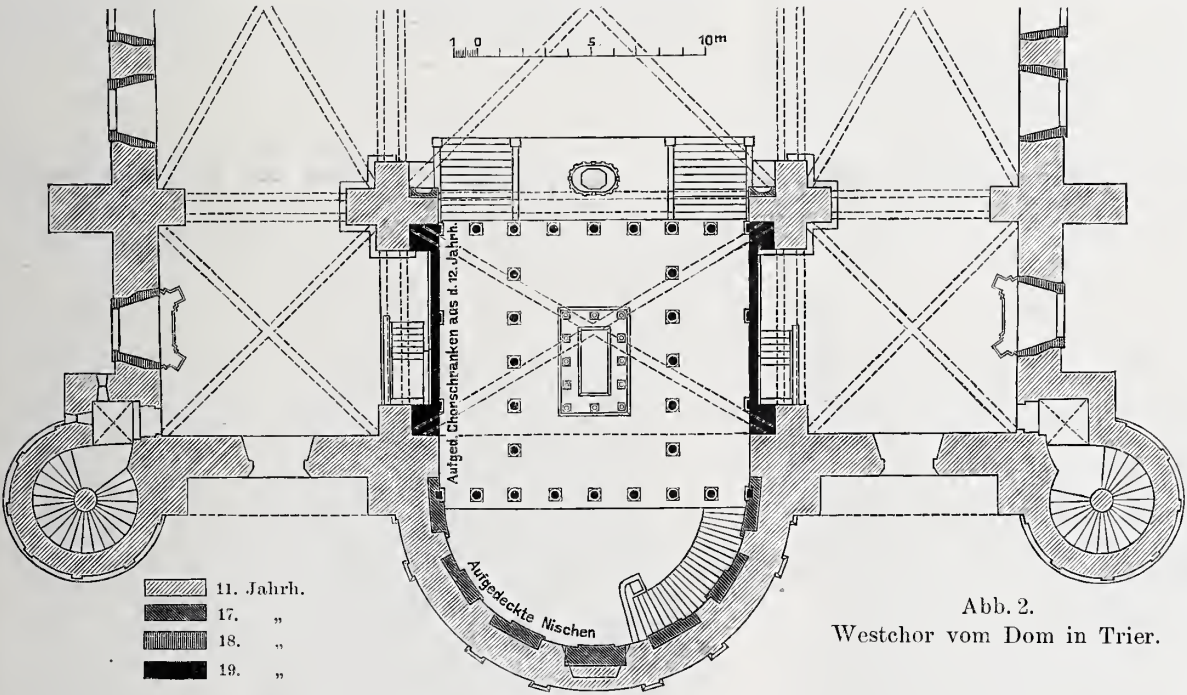 1 0 5 10m
Aufged. Chorschranken aus d. 12. Jahrh.
Aufgedeckte Nischen
11. Jahrh.
17. „
18. „
19. „
Abb. 2.
Westchor vom Dom in Trier.